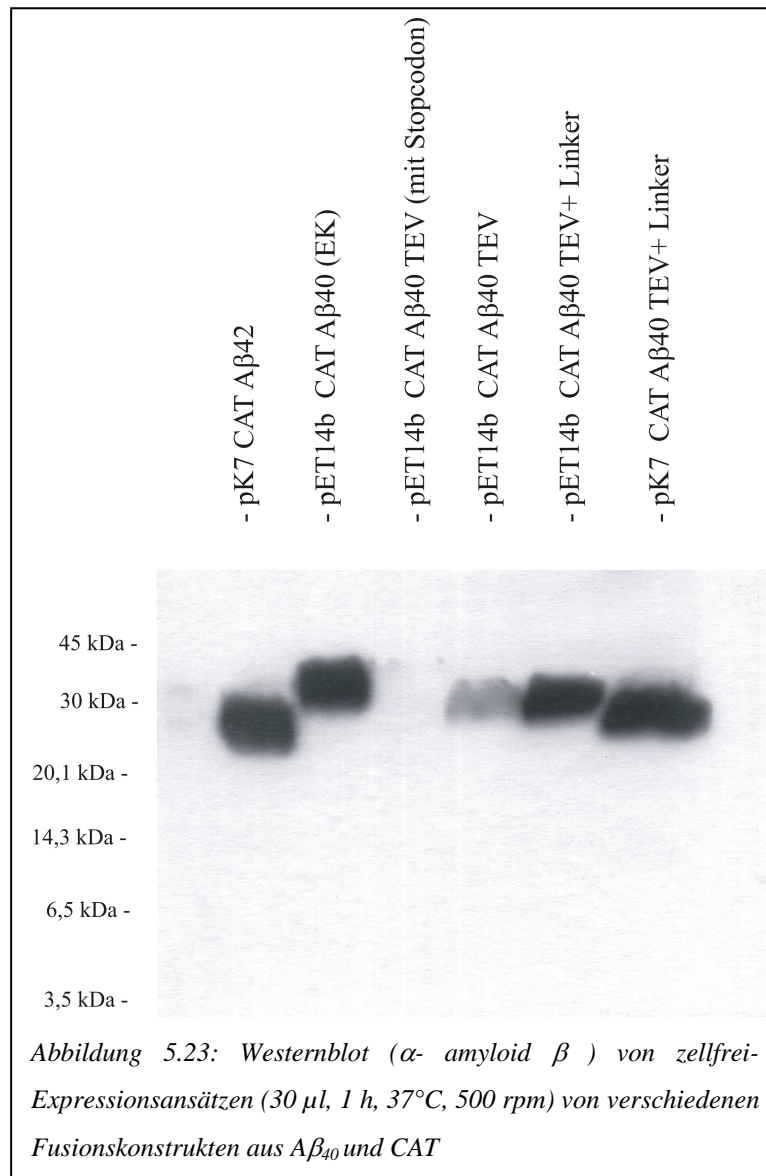 - pK7 CAT Aβ42
- pET14b CAT Aβ40 (EK)
- pET14b CAT Aβ40 TEV (mit Stopcodon)
- pET14b CAT Aβ40 TEV
- pET14b CAT Aβ40 TEV+ Linker
- pK7 CAT Aβ40 TEV+ Linker
45 kDa -
30 kDa -
20,1 kDa -
14,3 kDa -
6,5 kDa -
3,5 kDa -
Abbildung 5.23: Westernblot (α- amyloid β ) von zellfrei-
Expressionsansätzen (30 µl, 1 h, 37°C, 500 rpm) von verschiedenen
Fusionskonstrukten aus Aβ40 und CAT